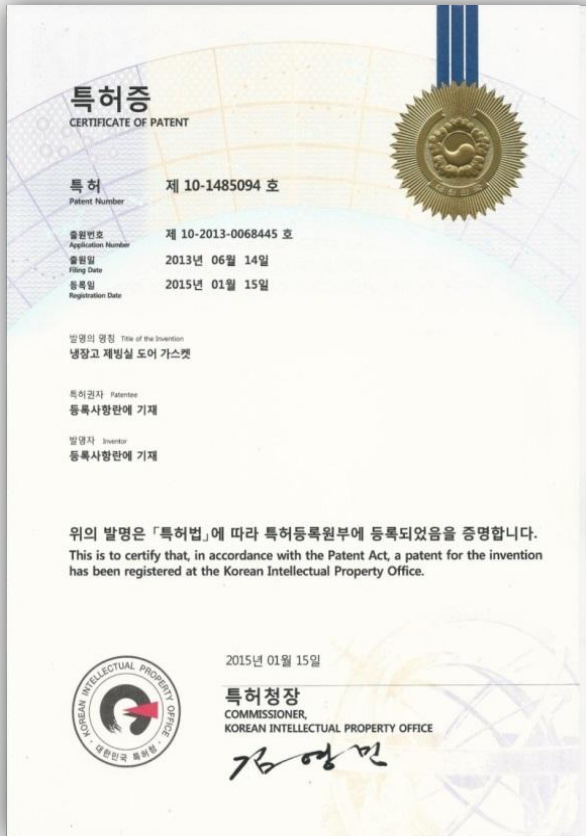 특허증
CERTIFICATE OF PATENT
특 허 제 10-1485094 호
Patent Number
출원번호 제 10-2013-0068445 호
Application Number
출원일 2013년 06월 14일
Filing Date
등록일 2015년 01월 15일
Registration Date
발명의 명칭 Title of the Invention
냉장고 제빙실 도어 가스켓
특허권자 Patentee
등록사항란에 기재
발명자 Inventor
등록사항란에 기재
위의 발명은 「특허법」에 따라 특허등록원부에 등록되었음을 증명합니다.
This is to certify that, in accordance with the Patent Act, a patent for the invention
has been registered at the Korean Intellectual Property Office.
2015년 01월 15일
특허청장
COMMISSIONER,
KOREAN INTELLECTUAL PROPERTY OFFICE
김영민
KOREAN INTELLECTUAL PROPERTY OFFICE
대한민국 특허청